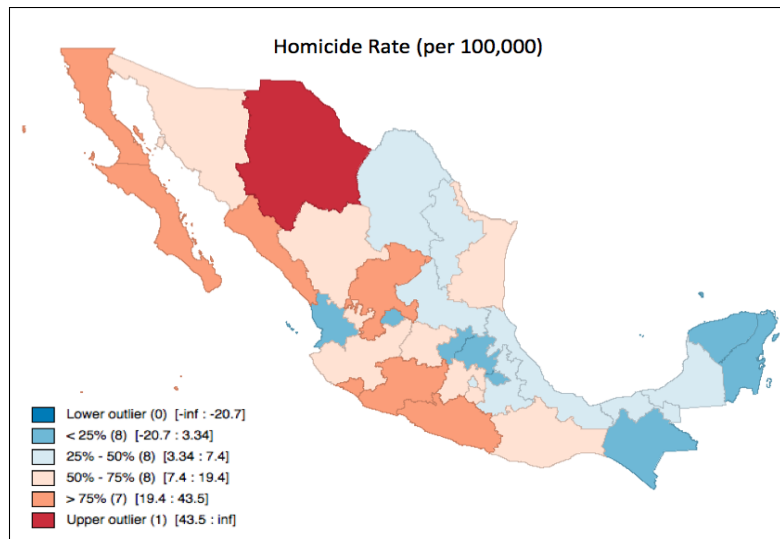 Homicide Rate (per 100,000)
Lower outlier (0) [-inf : -20.7]
< 25% (8) [-20.7 : 3.34]
25% - 50% (8) [3.34 : 7.4]
50% - 75% (8) [7.4 : 19.4]
> 75% (7) [19.4 : 43.5]
Upper outlier (1) [43.5 : inf]